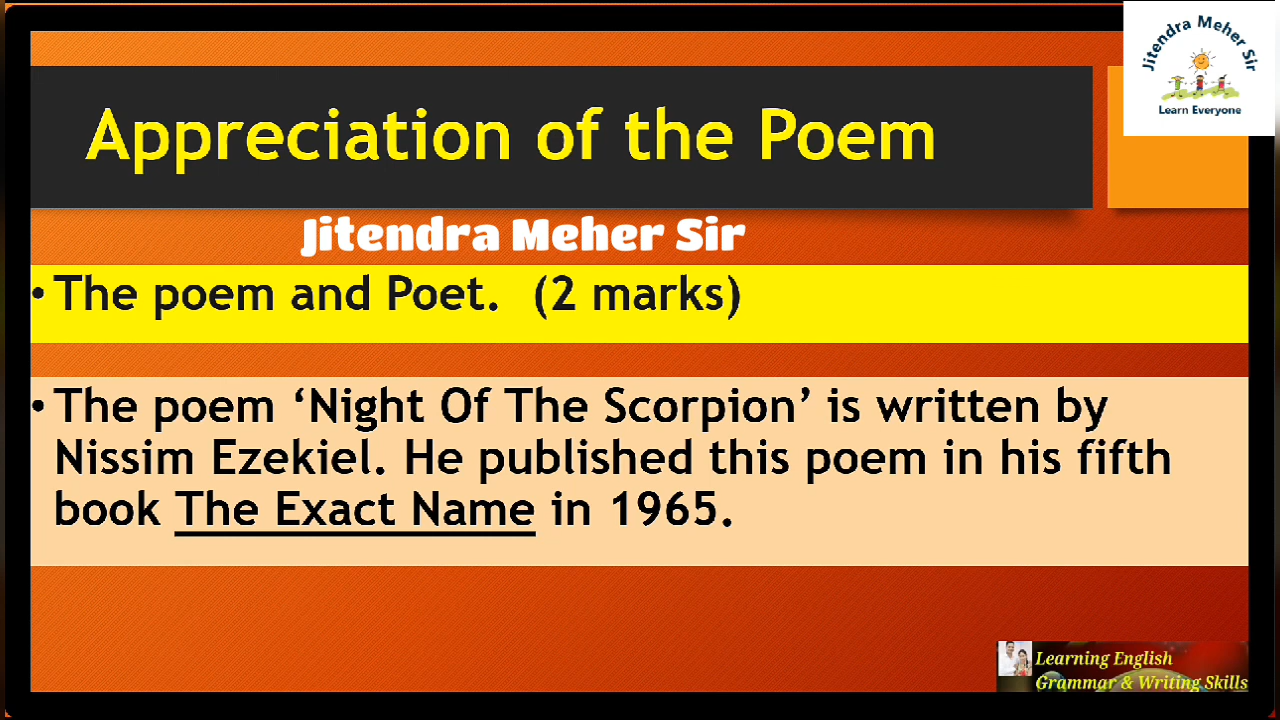 Jitendra Meher Sir
Learn Everyone
Appreciation of the Poem
Jitendra Meher Sir
• The poem and Poet. (2 marks)
• The poem ‘Night Of The Scorpion’ is written by
Nissim Ezekiel. He published this poem in his fifth
book The Exact Name in 1965.
Learning English
Grammar & Writing Skills